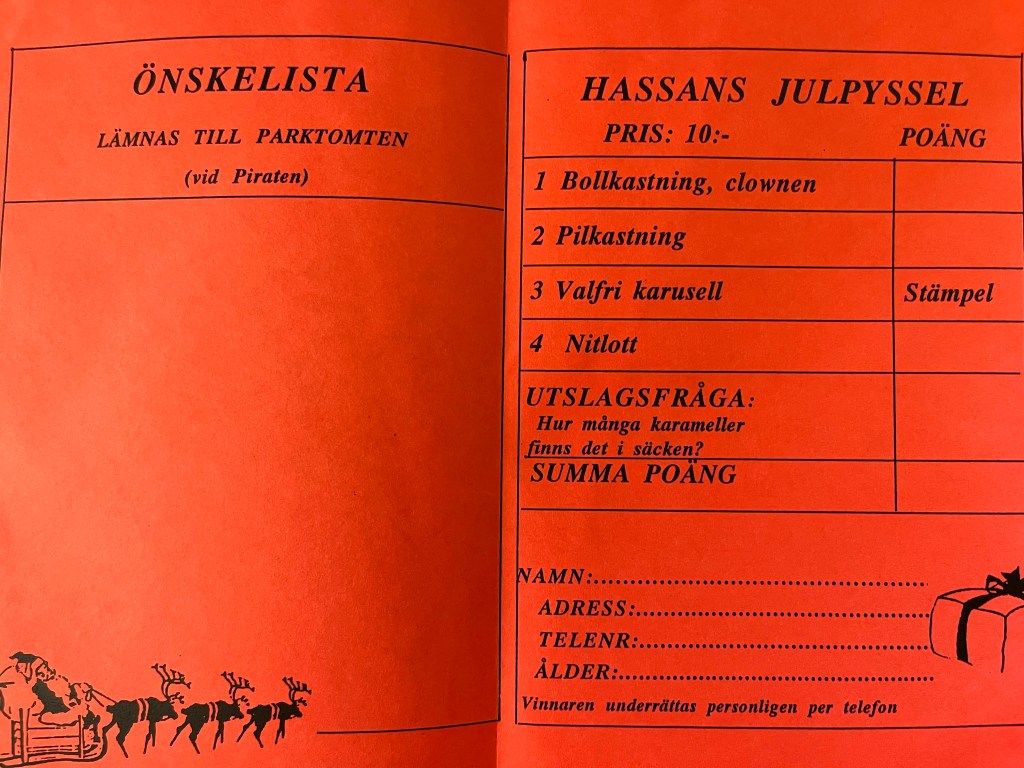 ÖNSKELISTA
LÄMNAS TILL PARKTOMTEN
(vid Piraten)
HASSANS JULPYSSEL
PRIS: 10:- POÄNG
1 Bollkastning, clownen
2 Pilkastning
3 Valfri karusell Stämpel
4 Nitlott
UTSLAGSFRÅGA:
Hur många karameller
finns det i säcken?
SUMMA POÄNG
NAMN:............................................
ADRESS:.......................................
TELENR:.......................................
ÅLDER:..........................................
Vinnaren underrättas personligen per telefon